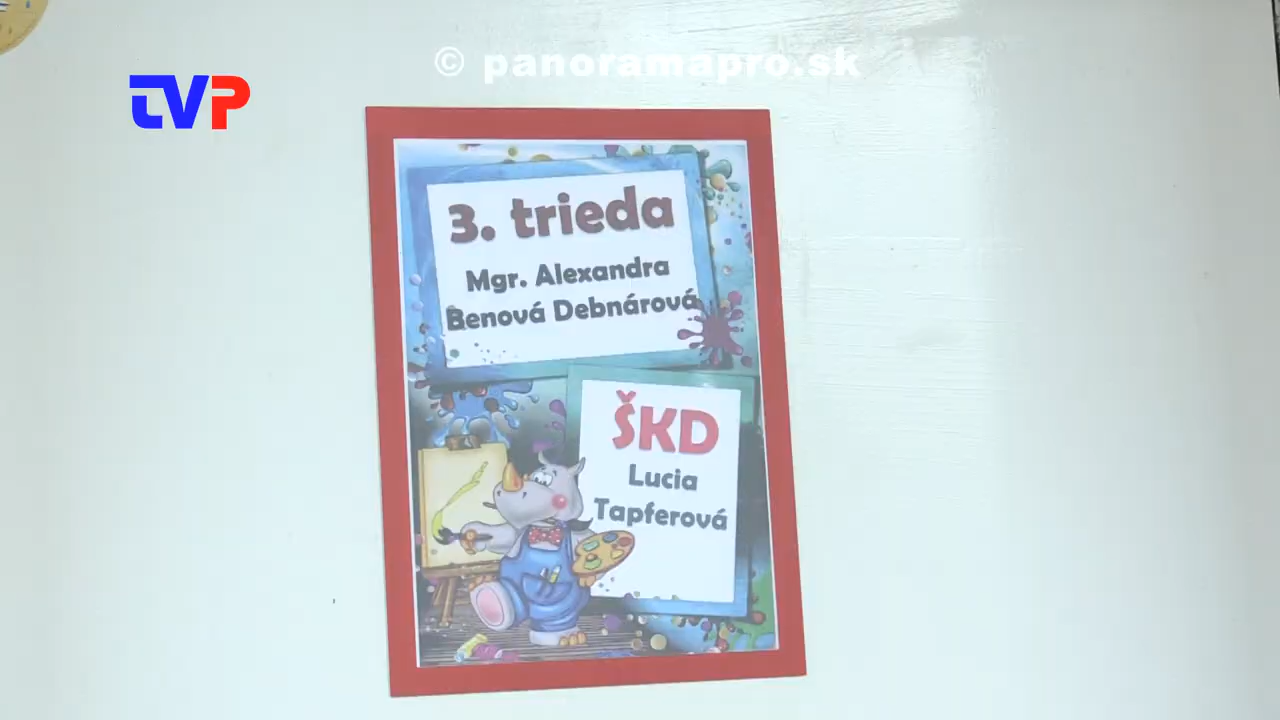 © panoramapro.sk
TVP
3. trieda
Mgr. Alexandra
Benová Debnárová
ŠKD
Lucia
Tapferová